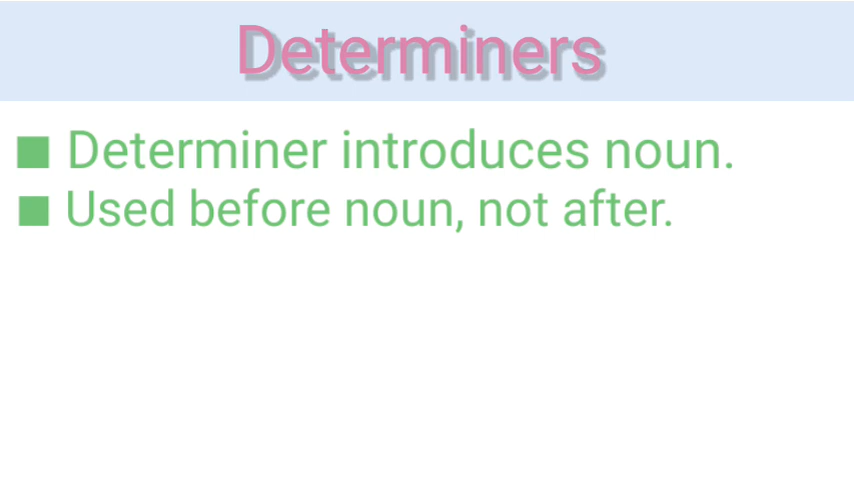 Determiners
■ Determiner introduces noun.
■ Used before noun, not after.